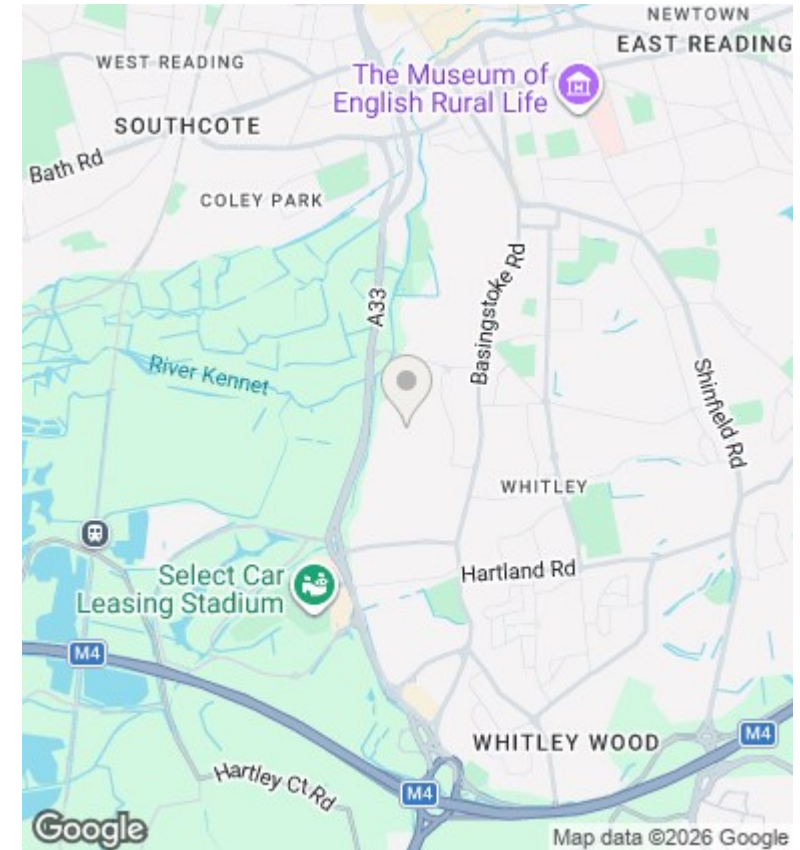 NEWTOWN
EAST READING
WEST READING
The Museum of
English Rural Life
SOUTHCOTE
Bath Rd
COLEY PARK
Basingstoke Rd
A33
River Kennet
Shinfield Rd
WHITLEY
Hartland Rd
Select Car
Leasing Stadium
M4
WHITLEY WOOD
M4
Hartley Ct Rd
M4
Google
Map data ©2026 Google